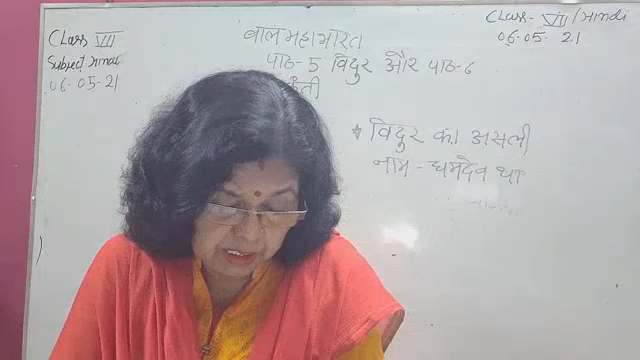 Class VII
Subject Hindi
06-05-21
बाल महाभारत
पाठ-5 विदुर और पाठ-6
कुंती
Class - VII / Hindi
06.05.21
* विदुर का असली
नाम - धर्मदेव था